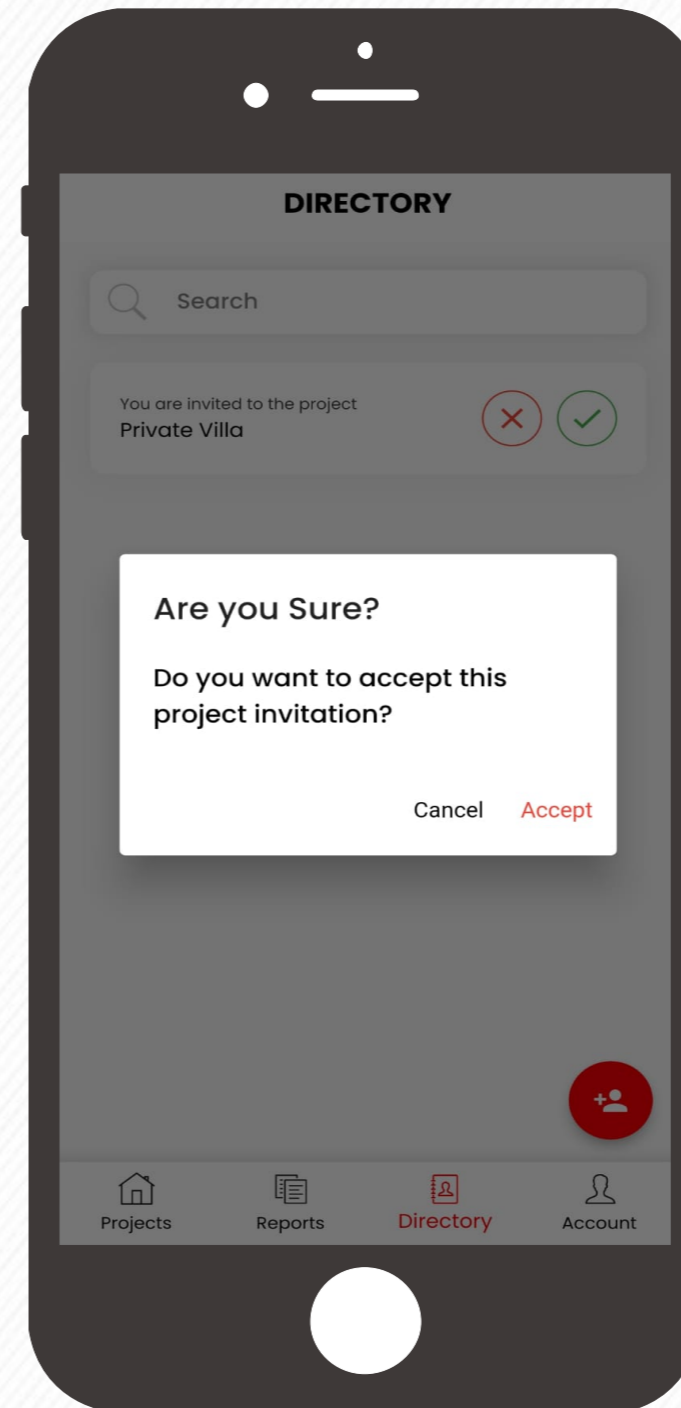 DIRECTORY
Search
You are invited to the project
Private Villa
Are you Sure?
Do you want to accept this
project invitation?
Cancel Accept
Projects Reports Directory Account